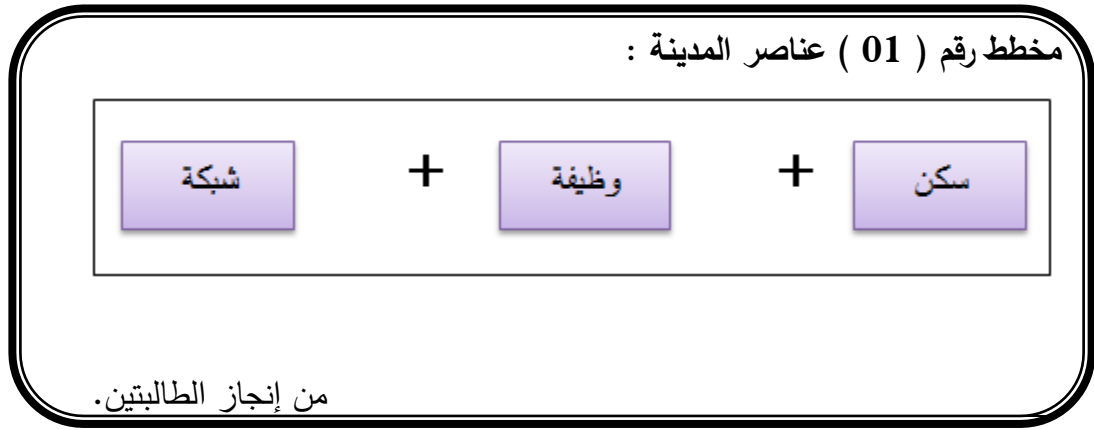 مخطط رقم ( 01 ) عناصر المدينة :
سكن + وظيفة + شبكة
من إنجاز الطالبتين.